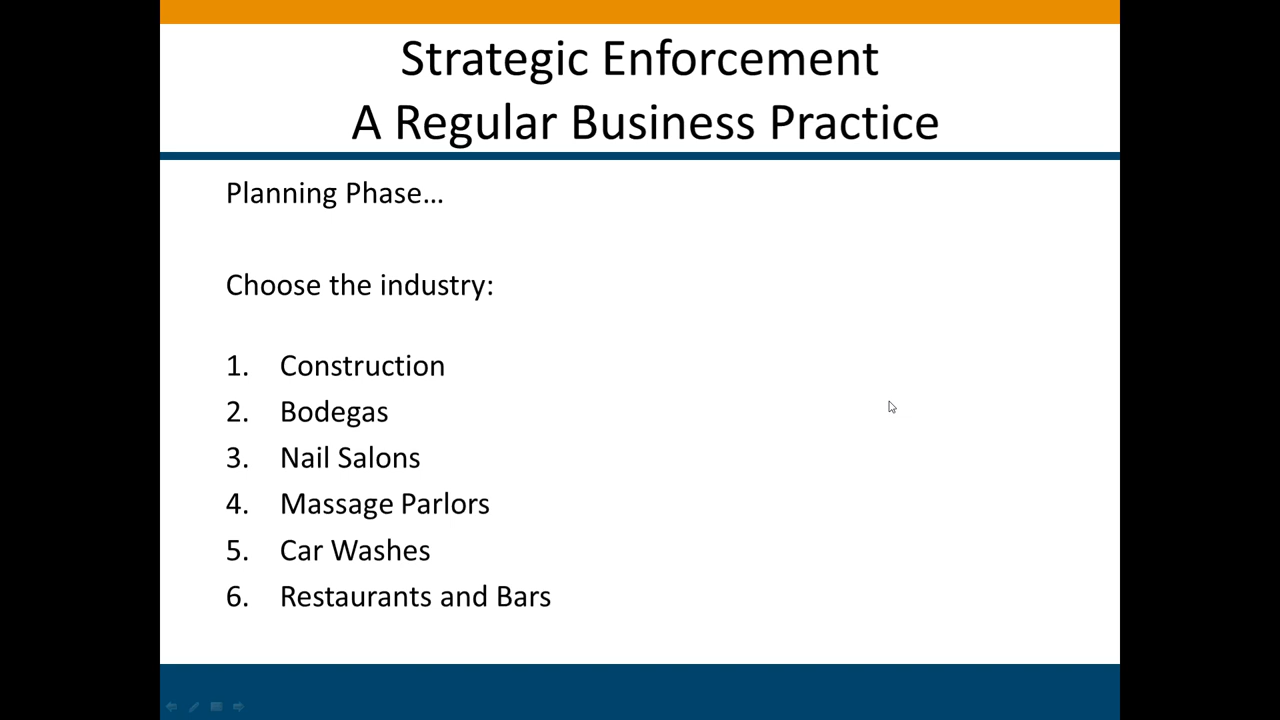 Strategic Enforcement
A Regular Business Practice
Planning Phase…
Choose the industry:
1. Construction
2. Bodegas
3. Nail Salons
4. Massage Parlors
5. Car Washes
6. Restaurants and Bars